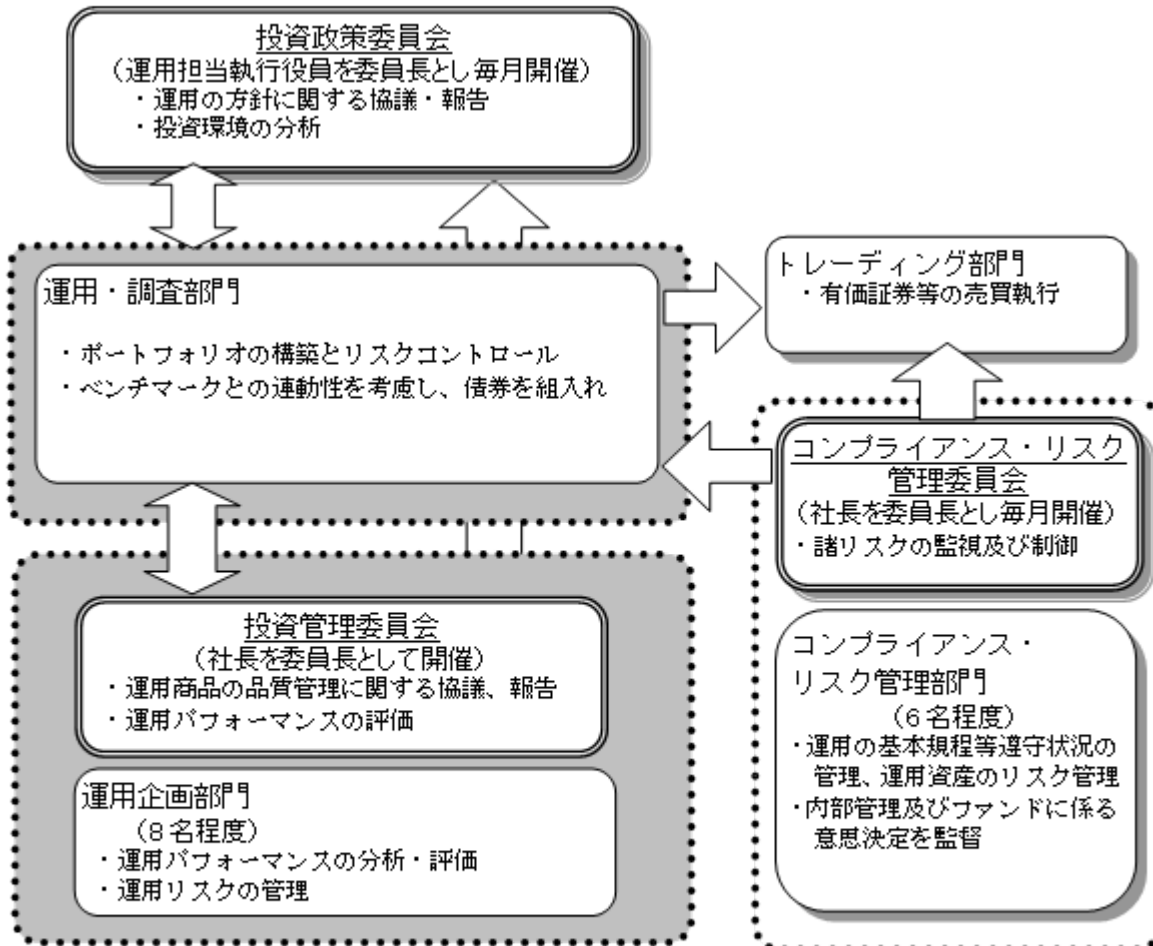 投資政策委員会
(運用担当執行役員を委員長とし毎月開催)
・運用の方針に関する協議・報告
・投資環境の分析
運用・調査部門
・ポートフォリオの構築とリスクコントロール
・ベンチマークとの連動性を考慮し、債券を組入れ
トレーディング部門
・有価証券等の売買執行
コンプライアンス・リスク
管理委員会
(社長を委員長とし毎月開催)
・諸リスクの監視及び制御
投資管理委員会
(社長を委員長として開催)
・運用商品の品質管理に関する協議、報告
・運用パフォーマンスの評価
運用企画部門
(8名程度)
・運用パフォーマンスの分析・評価
・運用リスクの管理
コンプライアンス・
リスク管理部門
(6名程度)
・運用の基本規程等遵守状況の
管理、運用資産のリスク管理
・内部管理及びファンドに係る
意思決定を監督